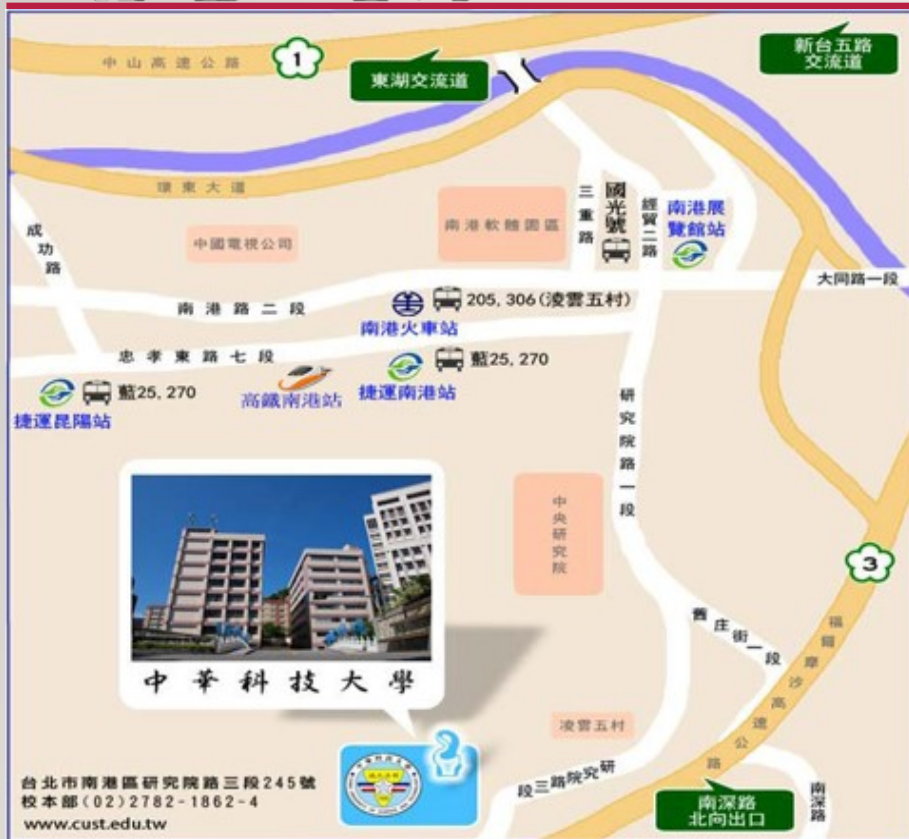 中山高速公路
1
東湖交流道
新台五路
交流道
環東大道
成功路
中國電視公司
南港軟體園區
三重路
國光號
經貿二路
南港展
覽館站
大同路一段
南港路二段
205, 306(淩雲五村)
南港火車站
忠孝東路七段
藍25, 270
捷運昆陽站
高鐵南港站
藍25, 270
捷運南港站
研究院路一段
中央研究院
3
舊庄街一段
福爾摩沙高速公路
中華科技大學
凌雲五村
段三路院究研
南深路
南深路
北向出口
台北市南港區研究院路三段245號
校本部(02)2782-1862-4
www.cust.edu.tw